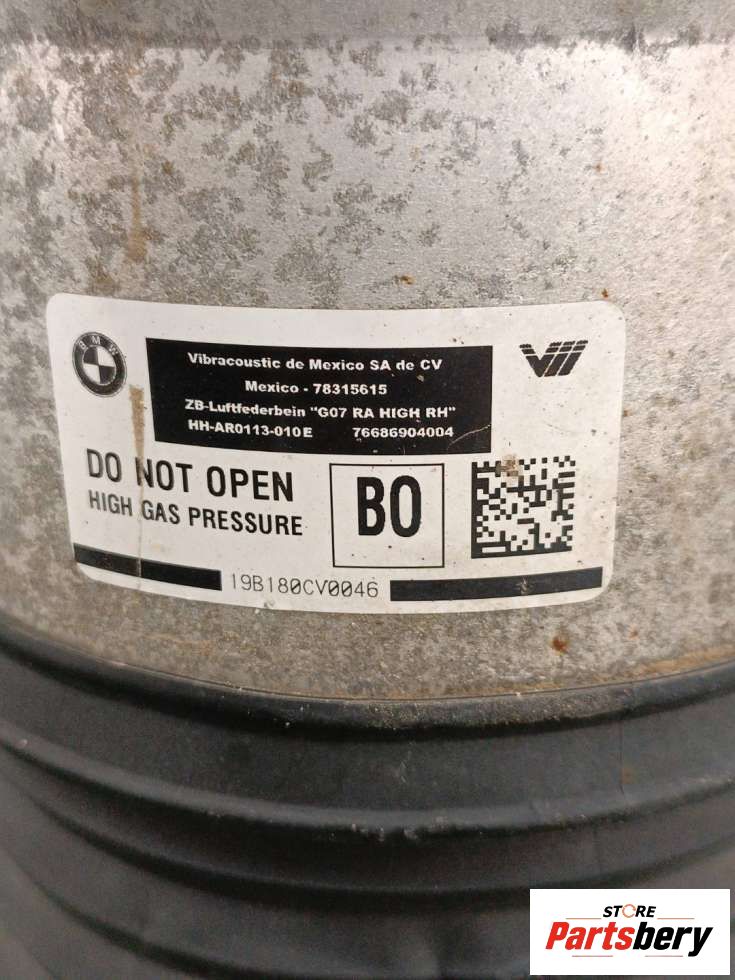 BMW
Vibracoustic de Mexico SA de CV
Mexico - 78315615
ZB-Luftfederbein "G07 RA HIGH RH"
HH-AR0113-010E 76686904004
DO NOT OPEN
HIGH GAS PRESSURE
B0
19B180CV0046
STORE
Partsbery